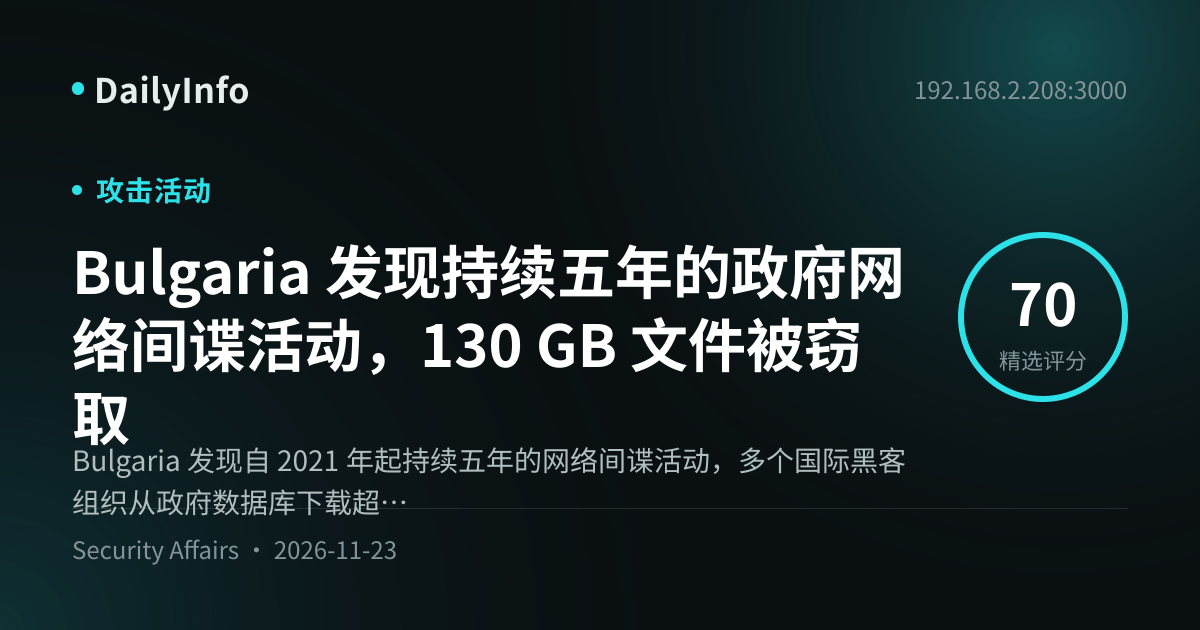 DailyInfo
192.168.2.208:3000
攻击活动
Bulgaria 发现持续五年的政府网
络间谍活动，130 GB 文件被窃
取
70
精选评分
Bulgaria 发现自 2021 年起持续五年的网络间谍活动，多个国际黑客
组织从政府数据库下载超…
Security Affairs · 2026-11-23